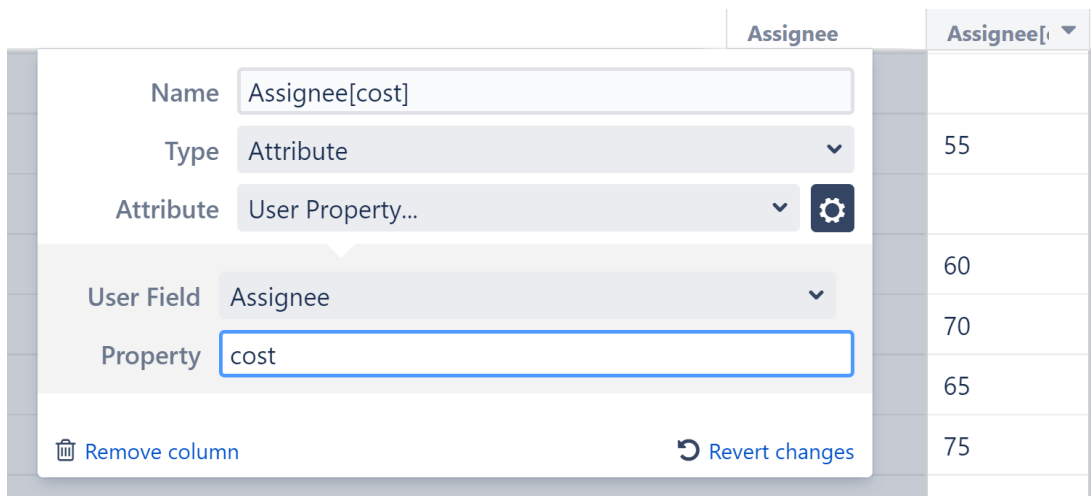 Assignee Assignee[
Name Assignee[cost]
Type Attribute
55
Attribute User Property...
60
User Field Assignee
70
Property cost
65
Remove column Revert changes
75